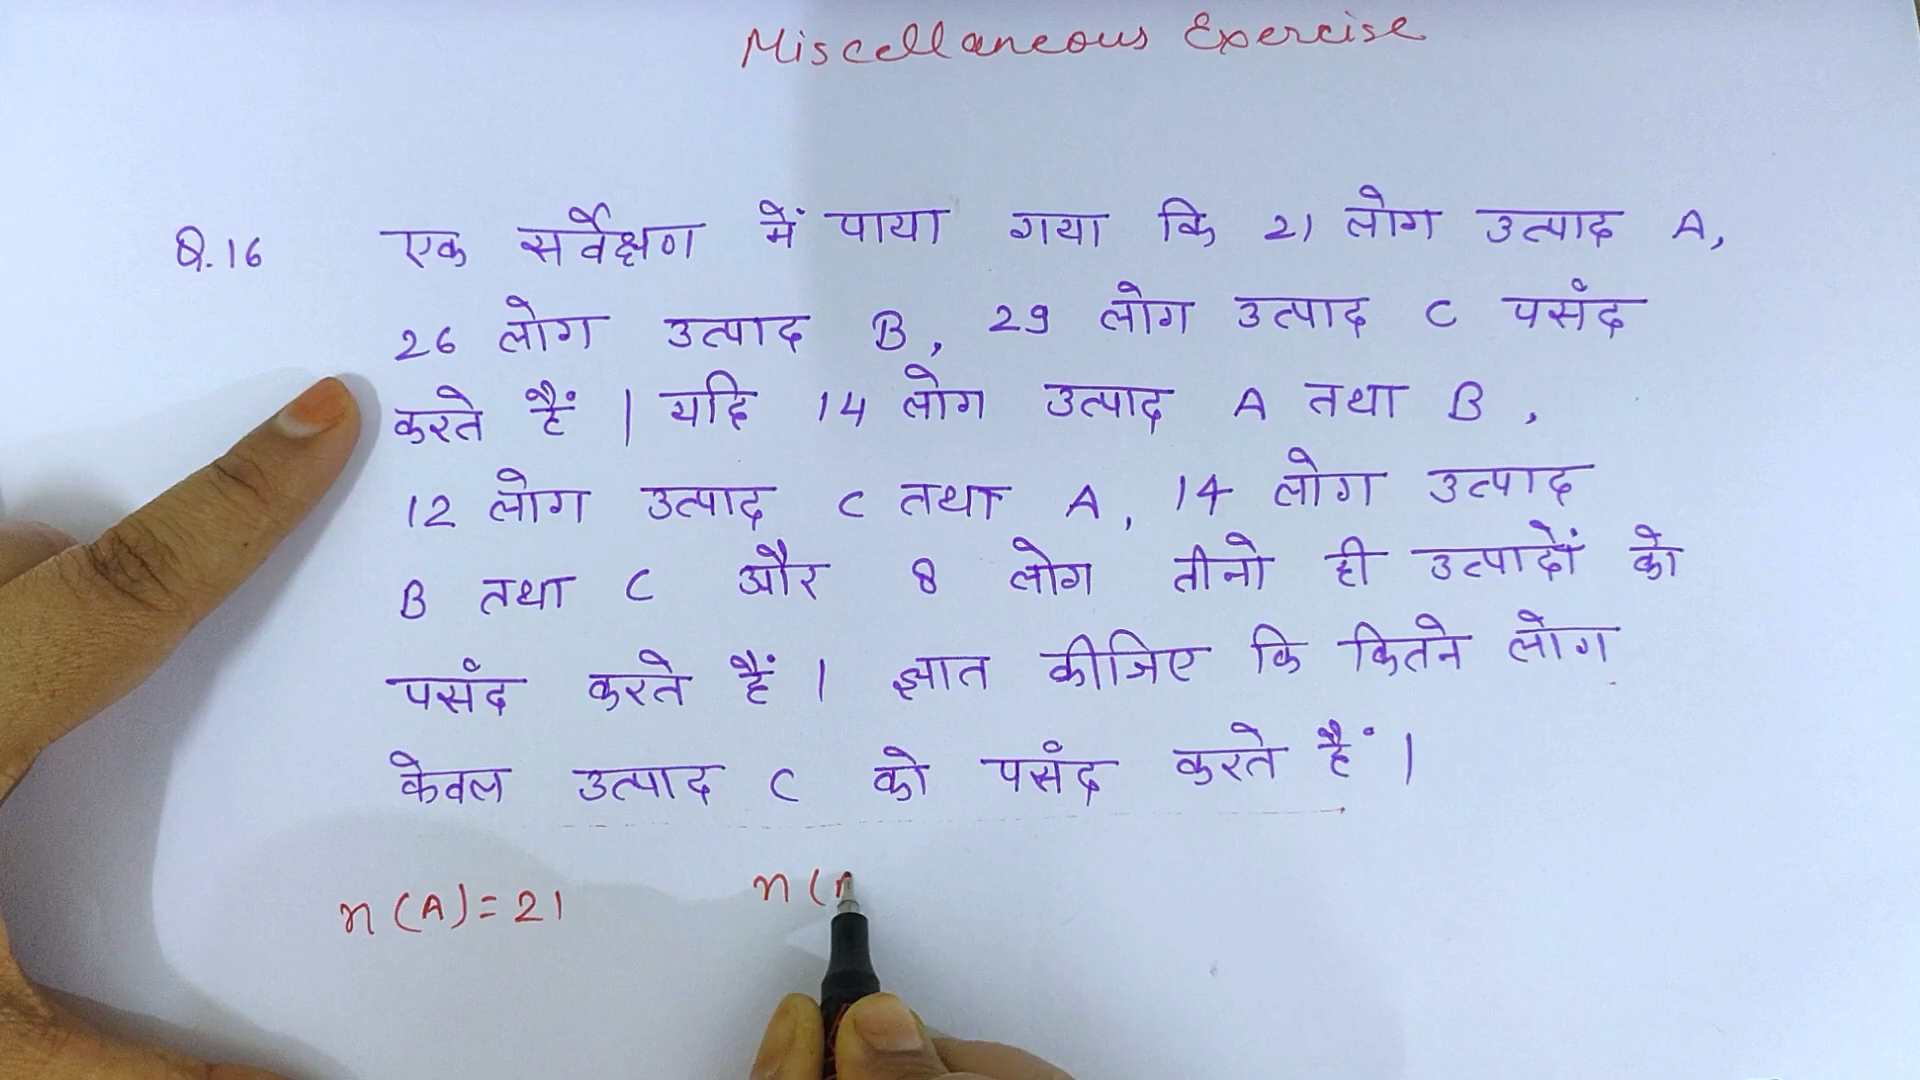 Miscellaneous Exercise
Q.16 एक सर्वेक्षण में पाया गया कि 21 लोग उत्पाद A,
26 लोग उत्पाद B, 29 लोग उत्पाद C पसंद
करते हैं | यदि 14 लोग उत्पाद A तथा B,
12 लोग उत्पाद C तथा A, 14 लोग उत्पाद
B तथा C और 8 लोग तीनो ही उत्पादों को
पसंद करते हैं | ज्ञात कीजिए कि कितने लोग
केवल उत्पाद C को पसंद करते हैं |
n(A)=21 n(